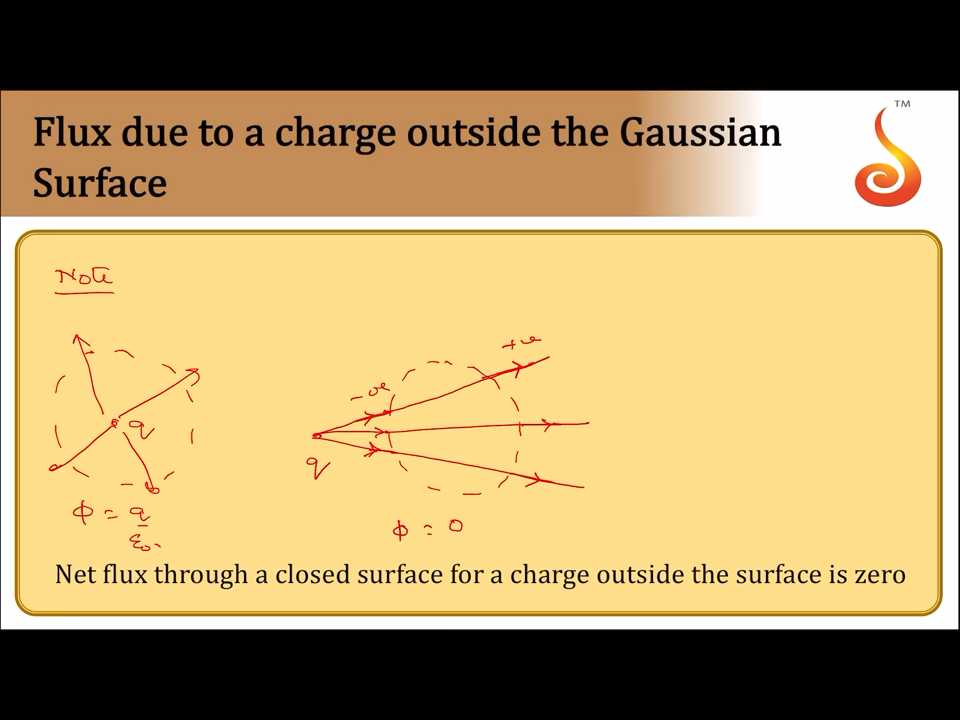 Flux due to a charge outside the Gaussian
Surface
TM
NOTE
q
φ = q
ε₀
-ve
+ve
q
φ = 0
Net flux through a closed surface for a charge outside the surface is zero